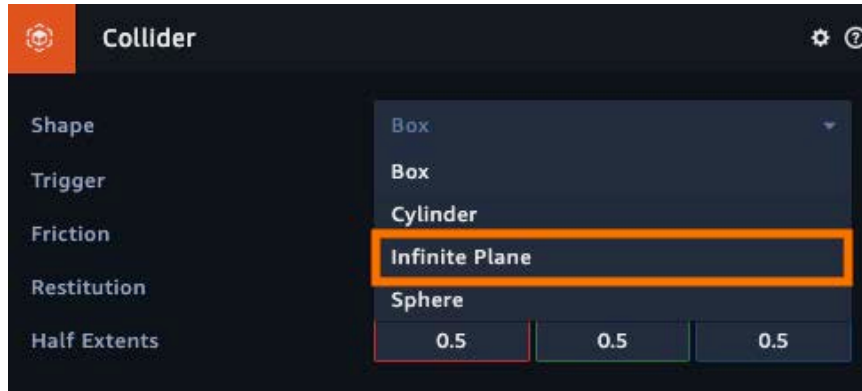 Collider
Shape
Box
Box
Trigger
Cylinder
Friction
Infinite Plane
Restitution
Sphere
Half Extents 0.5 0.5 0.5